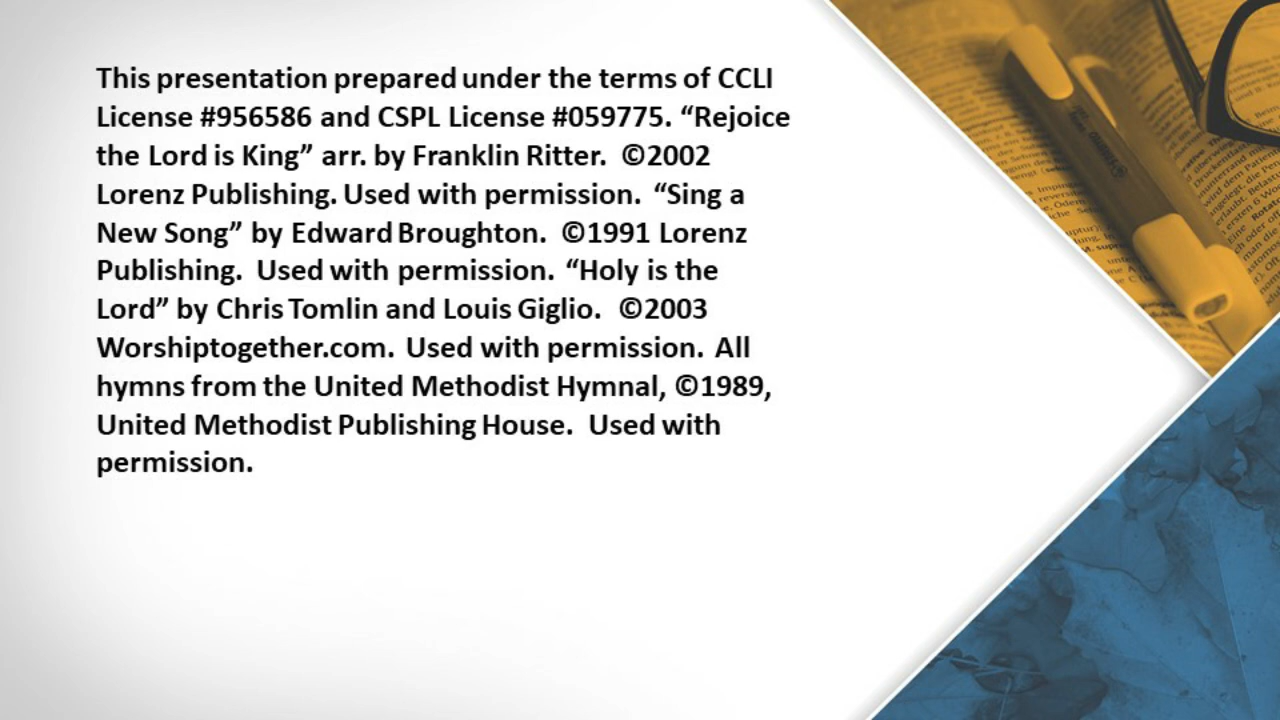 This presentation prepared under the terms of CCLI
License #956586 and CSPL License #059775. “Rejoice
the Lord is King” arr. by Franklin Ritter.  ©2002
Lorenz Publishing. Used with permission.  “Sing a
New Song” by Edward Broughton.  ©1991 Lorenz
Publishing.  Used with permission.  “Holy is the
Lord” by Chris Tomlin and Louis Giglio.  ©2003
Worshiptogether.com.  Used with permission.  All
hymns from the United Methodist Hymnal, ©1989,
United Methodist Publishing House.  Used with
permission.